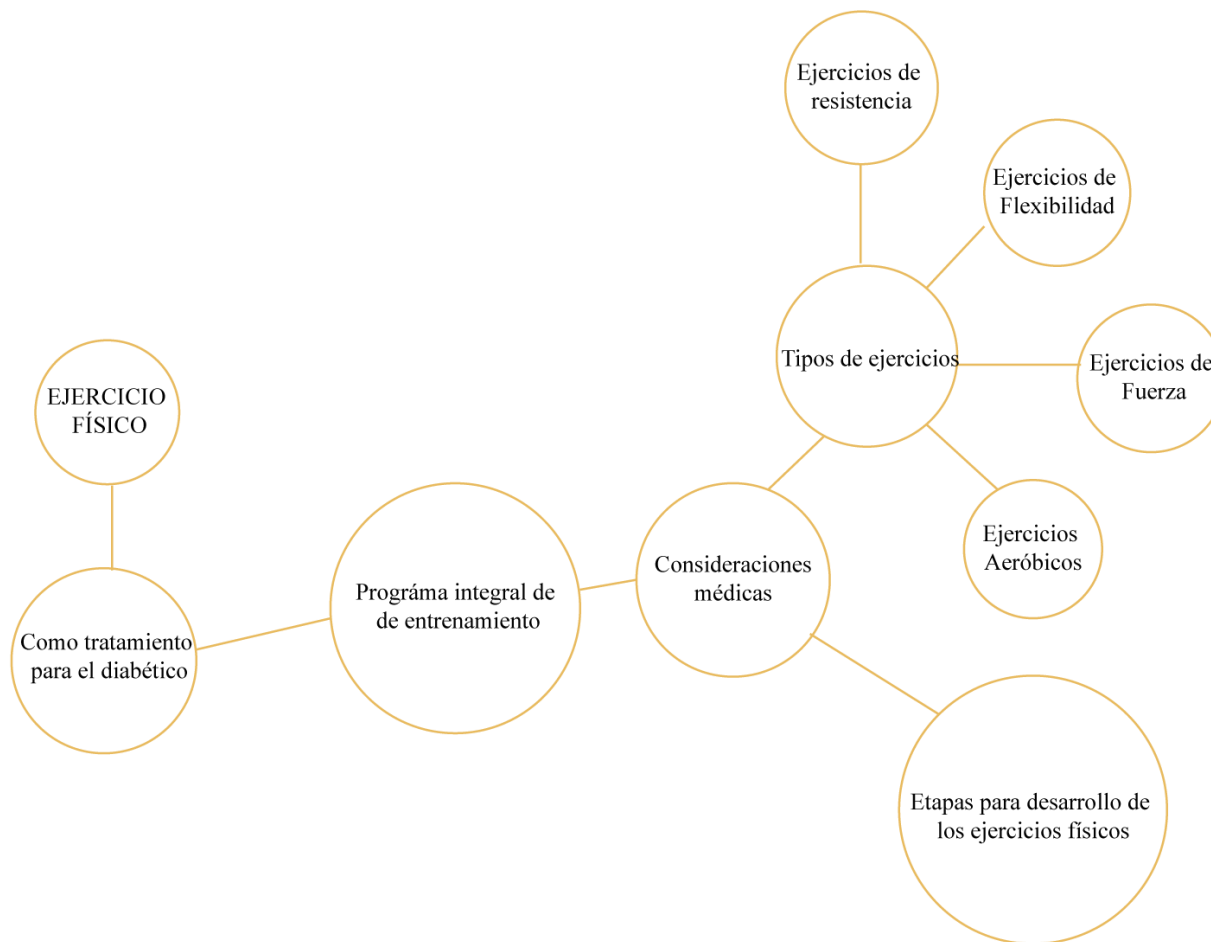 Ejercicios de
resistencia
Ejercicios de
Flexibilidad
Tipos de ejercicios
Ejercicios de
Fuerza
EJERCICIO
FÍSICO
Ejercicios
Aeróbicos
Consideraciones
médicas
Prográma integral de
de entrenamiento
Como tratamiento
para el diabético
Etapas para desarrollo de
los ejercicios físicos